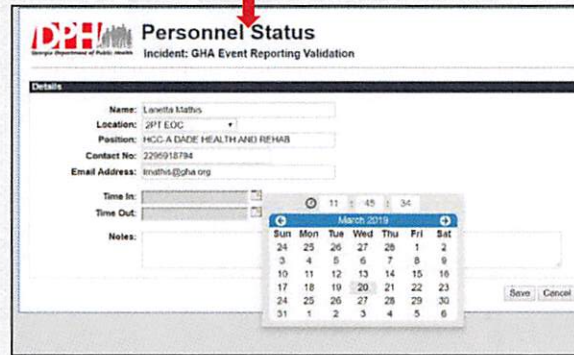 DPH
Georgia Department of Public Health
Personnel Status
Incident: GHA Event Reporting Validation
Details
Name: Lanetta Mathis
Location: 2PT EOC
Position: HCC-A DADE HEALTH AND REHAB
Contact No: 2295918794
Email Address: lmathis@gha.org
Time In:
Time Out:
Notes:
11 : 45 : 34
March 2019
Sun Mon Tue Wed Thu Fri Sat
24 25 26 27 28 1 2
3 4 5 6 7 8 9
10 11 12 13 14 15 16
17 18 19 20 21 22 23
24 25 26 27 28 29 30
31 1 2 3 4 5 6
Save Cancel